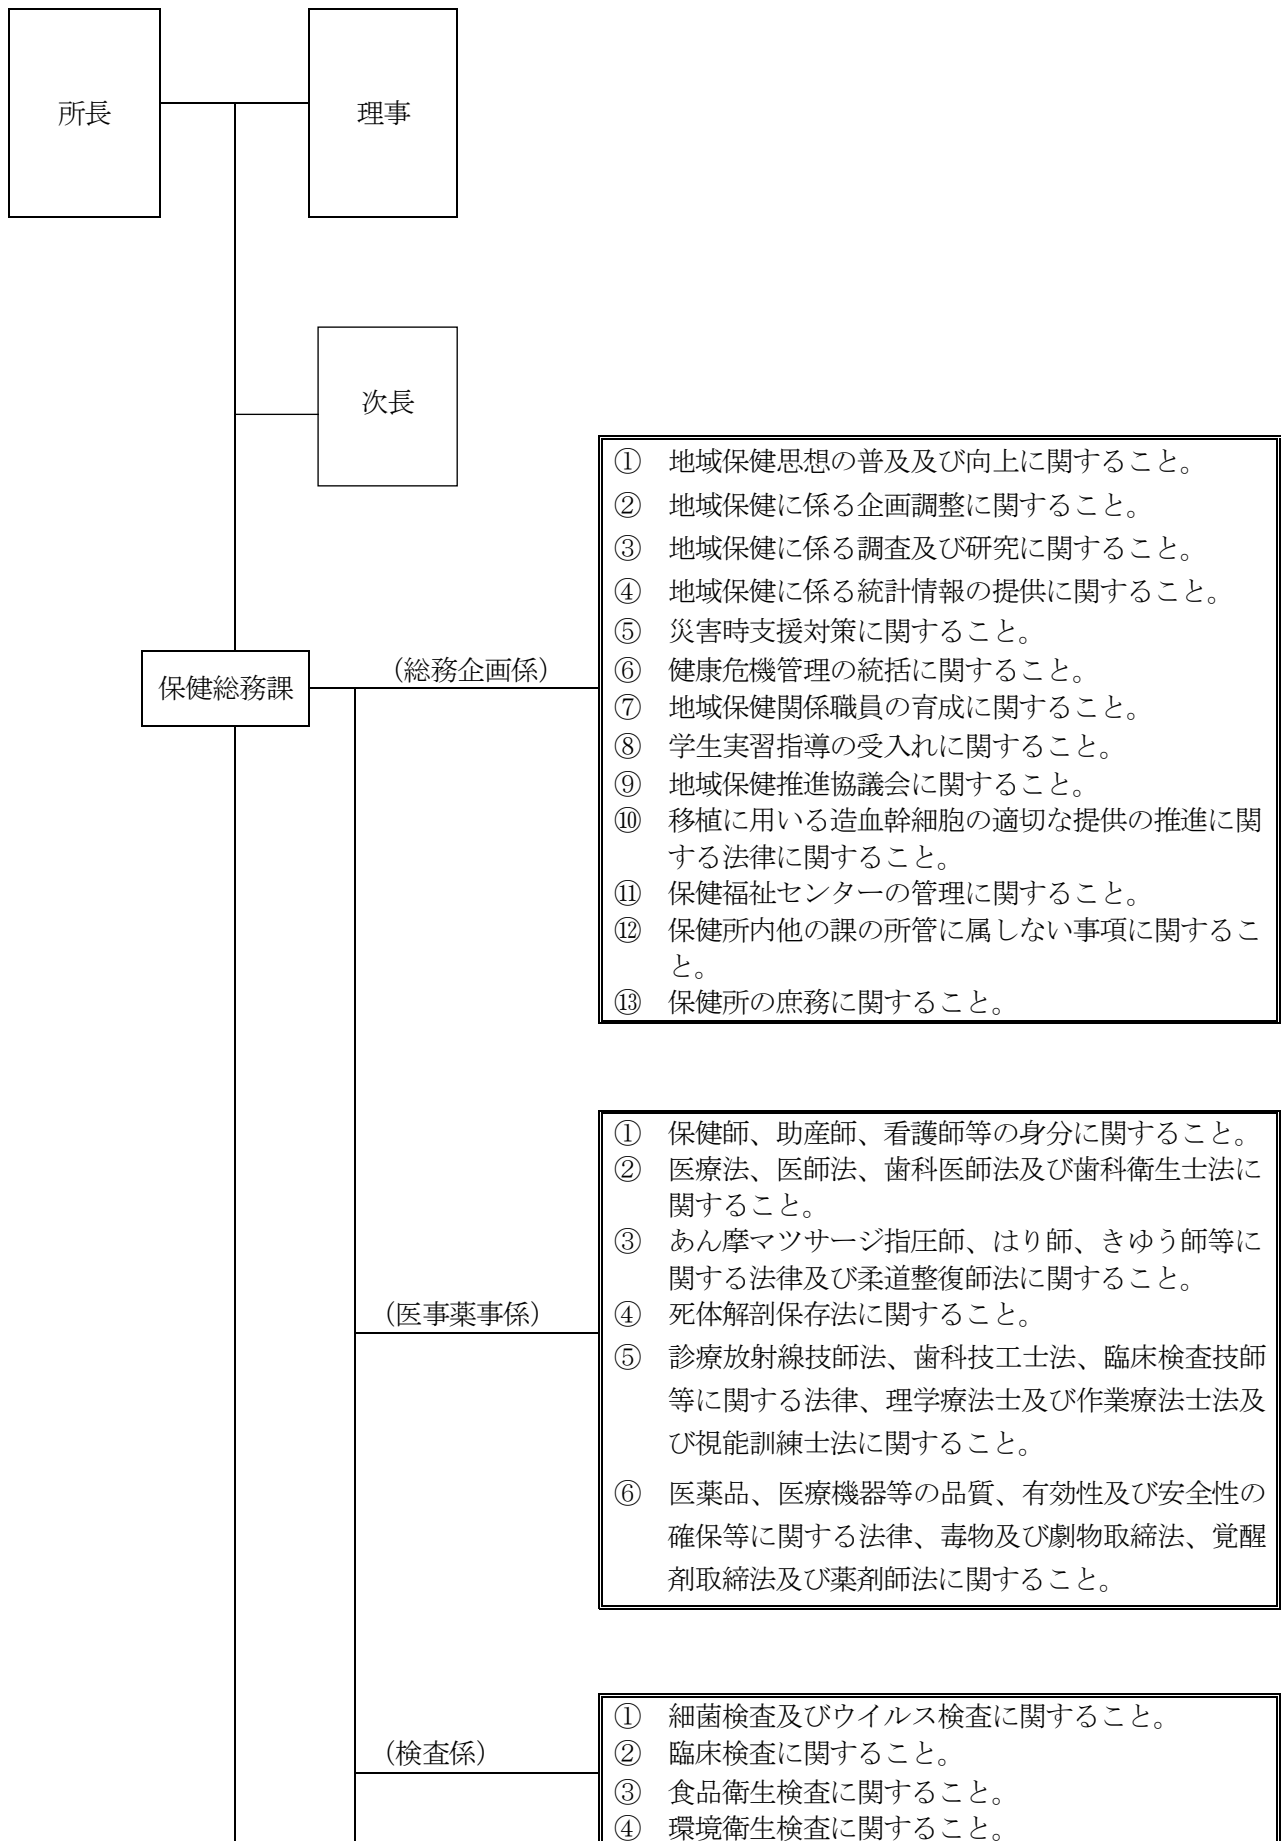 所長
理事
次長
保健総務課
（総務企画係）
① 地域保健思想の普及及び向上に関すること。
② 地域保健に係る企画調整に関すること。
③ 地域保健に係る調査及び研究に関すること。
④ 地域保健に係る統計情報の提供に関すること。
⑤ 災害時支援対策に関すること。
⑥ 健康危機管理の統括に関すること。
⑦ 地域保健関係職員の育成に関すること。
⑧ 学生実習指導の受入れに関すること。
⑨ 地域保健推進協議会に関すること。
⑩ 移植に用いる造血幹細胞の適切な提供の推進に関
する法律に関すること。
⑪ 保健福祉センターの管理に関すること。
⑫ 保健所内他の課の所管に属しない事項に関するこ
と。
⑬ 保健所の庶務に関すること。
（医事薬事係）
① 保健師、助産師、看護師等の身分に関すること。
② 医療法、医師法、歯科医師法及び歯科衛生士法に
関すること。
③ あん摩マツサージ指圧師、はり師、きゆう師等に
関する法律及び柔道整復師法に関すること。
④ 死体解剖保存法に関すること。
⑤ 診療放射線技師法、歯科技工士法、臨床検査技師
等に関する法律、理学療法士及び作業療法士法及
び視能訓練士法に関すること。
⑥ 医薬品、医療機器等の品質、有効性及び安全性の
確保等に関する法律、毒物及び劇物取締法、覚醒
剤取締法及び薬剤師法に関すること。
（検査係）
① 細菌検査及びウイルス検査に関すること。
② 臨床検査に関すること。
③ 食品衛生検査に関すること。
④ 環境衛生検査に関すること。